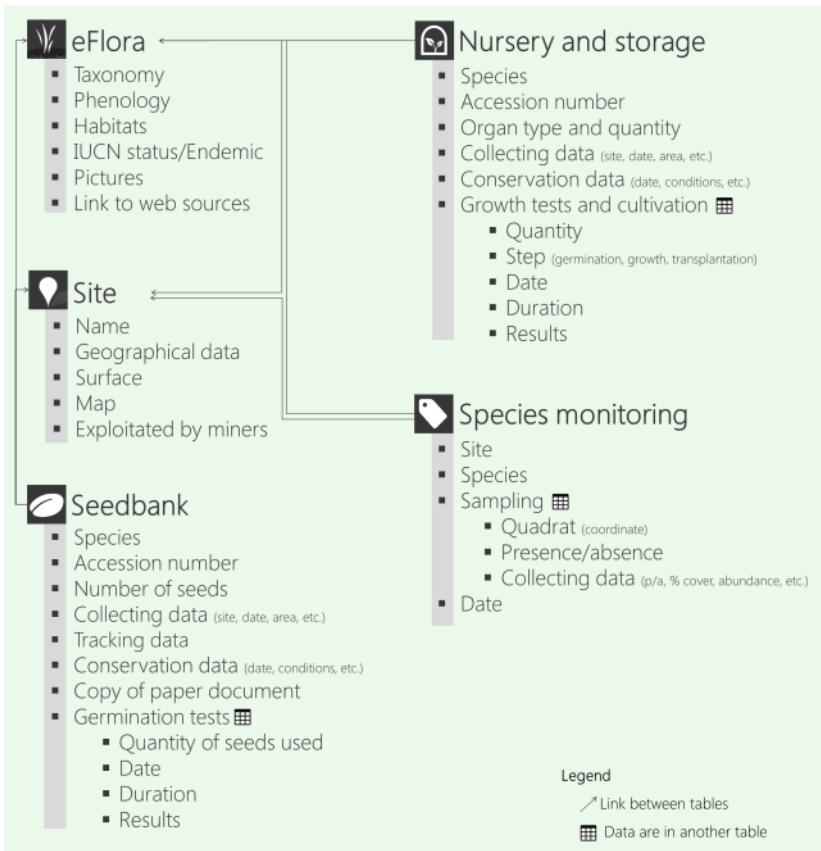 eFlora
Taxonomy
Phenology
Habitats
IUCN status/Endemic
Pictures
Link to web sources
Site
Name
Geographical data
Surface
Map
Exploitated by miners
Seedbank
Species
Accession number
Number of seeds
Collecting data (site, date, area, etc.)
Tracking data
Conservation data (date, conditions, etc.)
Copy of paper document
Germination tests
Quantity of seeds used
Date
Duration
Results
Nursery and storage
Species
Accession number
Organ type and quantity
Collecting data (site, date, area, etc.)
Conservation data (date, conditions, etc.)
Growth tests and cultivation
Quantity
Step (germination, growth, transplantation)
Date
Duration
Results
Species monitoring
Site
Species
Sampling
Quadrat (coordinate)
Presence/absence
Collecting data (p/a, % cover, abundance, etc.)
Date
Legend
Link between tables
Data are in another table